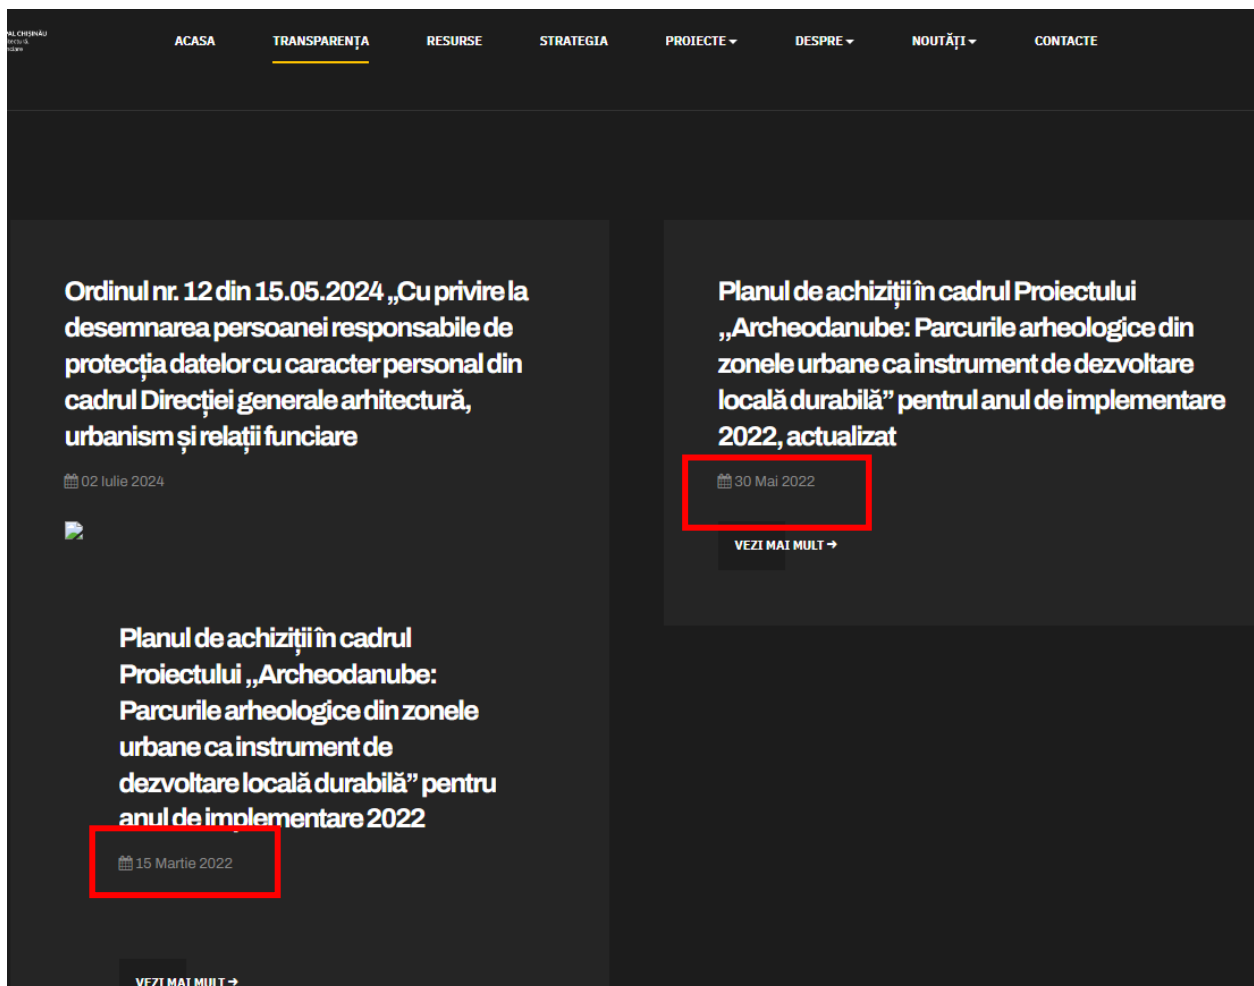 ACASA TRANSPARENȚA RESURSE STRATEGIA PROIECTE DESPRE NOUTĂȚI CONTACTE
Ordinul nr. 12 din 15.05.2024 „Cu privire la
desemnarea persoanei responsabile de
protecția datelor cu caracter personal din
cadrul Direcției generale arhitectură,
urbanism și relații funciare
02 Iulie 2024
Planul de achiziții în cadrul
Proiectului „Archeodanube:
Parcurile arheologice din zonele
urbane ca instrument de
dezvoltare locală durabilă” pentru
anul de implementare 2022
15 Martie 2022
VEZI MAI MULT →
Planul de achiziții în cadrul Proiectului
„Archeodanube: Parcurile arheologice din
zonele urbane ca instrument de dezvoltare
locală durabilă” pentrul anul de implementare
2022, actualizat
30 Mai 2022
VEZI MAI MULT →